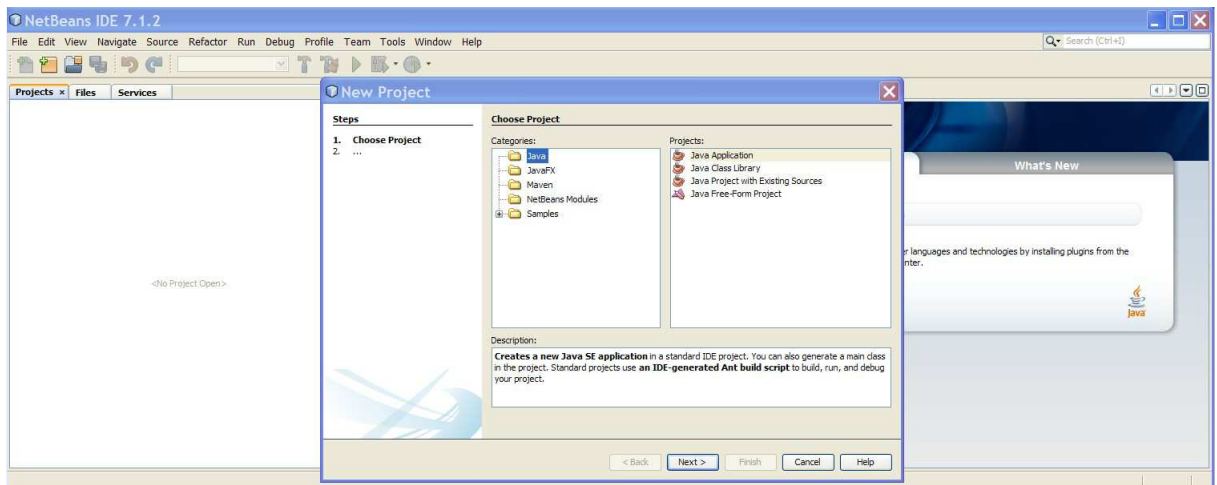 NetBeans IDE 7.1.2
File Edit View Navigate Source Refactor Run Debug Profile Team Tools Window Help
Search (Ctrl+I)
Projects × Files Services
<No Project Open>
New Project
Steps
1. Choose Project
2. ...
Choose Project
Categories:
Java
JavaFX
Maven
NetBeans Modules
Samples
Projects:
Java Application
Java Class Library
Java Project with Existing Sources
Java Free-Form Project
Description:
Creates a new Java SE application in a standard IDE project. You can also generate a main class
in the project. Standard projects use an IDE-generated Ant build script to build, run, and debug
your project.
< Back Next > Finish Cancel Help
What's New
r languages and technologies by installing plugins from the
nter.
Java